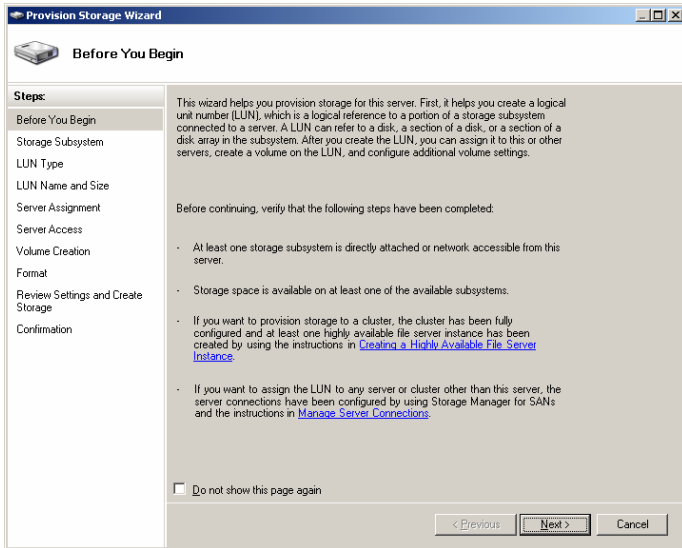 Provision Storage Wizard
Before You Begin
Steps:
Before You Begin
Storage Subsystem
LUN Type
LUN Name and Size
Server Assignment
Server Access
Volume Creation
Format
Review Settings and Create
Storage
Confirmation
This wizard helps you provision storage for this server. First, it helps you create a logical
unit number (LUN), which is a logical reference to a portion of a storage subsystem
connected to a server. A LUN can refer to a disk, a section of a disk, or a section of a
disk array in the subsystem. After you create the LUN, you can assign it to this or other
servers, create a volume on the LUN, and configure additional volume settings.
Before continuing, verify that the following steps have been completed:
- At least one storage subsystem is directly attached or network accessible from this
server.
- Storage space is available on at least one of the available subsystems.
- If you want to provision storage to a cluster, the cluster has been fully
configured and at least one highly available file server instance has been
created by using the instructions in Creating a Highly Available File Server
Instance.
- If you want to assign the LUN to any server or cluster other than this server, the
server connections have been configured by using Storage Manager for SANs
and the instructions in Manage Server Connections.
Do not show this page again
< Previous
Next >
Cancel